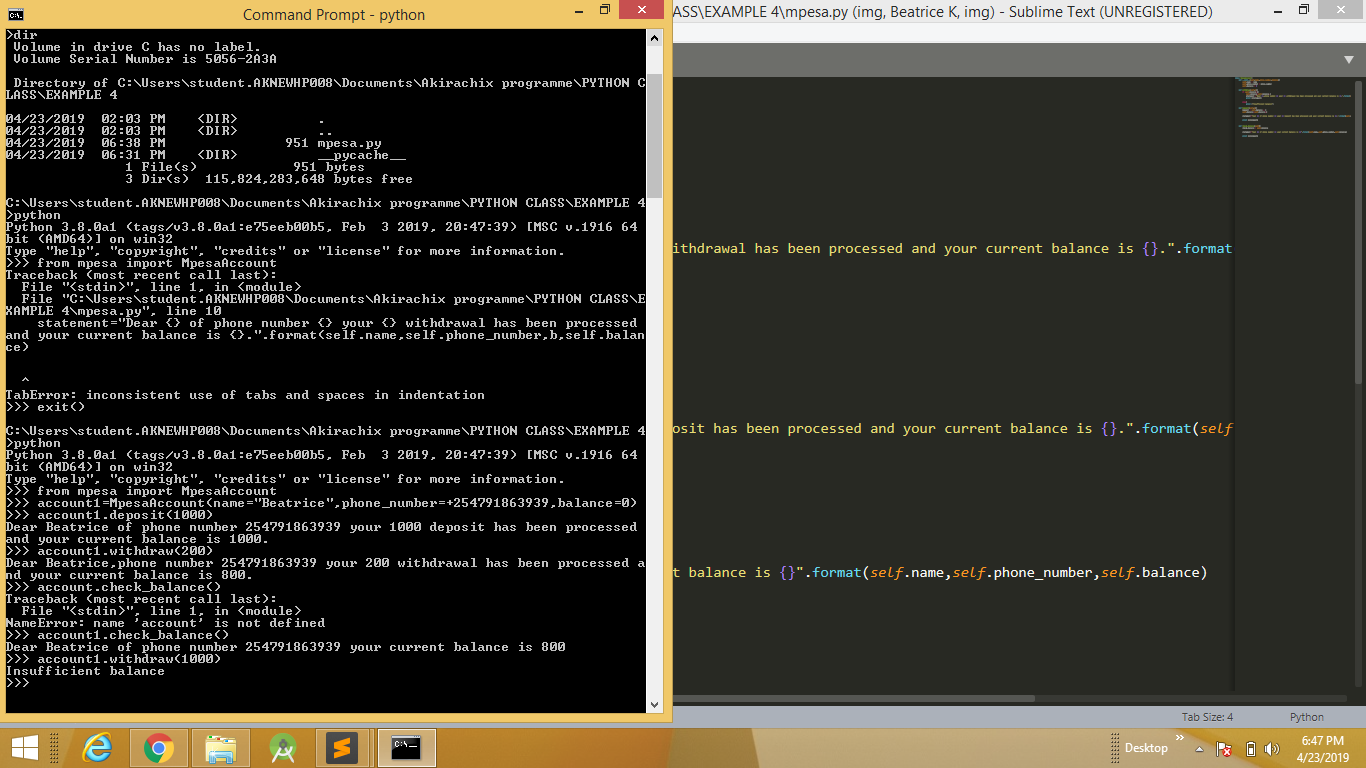 Command Prompt - python
ASS\EXAMPLE 4\mpesa.py (img, Beatrice K, img) - Sublime Text (UNREGISTERED)
>dir
Volume in drive C has no label.
Volume Serial Number is 5056-2A3A
Directory of C:\Users\student.AKNEWHP008\Documents\Akirachix programme\PYTHON C
LASS\EXAMPLE 4
04/23/2019  02:03 PM    <DIR>          .
04/23/2019  02:03 PM    <DIR>          ..
04/23/2019  06:38 PM               951 mpesa.py
04/23/2019  06:31 PM    <DIR>          __pycache__
1 File(s)            951 bytes
3 Dir(s)  115,824,283,648 bytes free
C:\Users\student.AKNEWHP008\Documents\Akirachix programme\PYTHON CLASS\EXAMPLE 4
>python
Python 3.8.0a1 (tags/v3.8.0a1:e75eeb00b5, Feb  3 2019, 20:47:39) [MSC v.1916 64
bit (AMD64)] on win32
Type "help", "copyright", "credits" or "license" for more information.
>>> from mpesa import MpesaAccount
Traceback (most recent call last):
File "<stdin>", line 1, in <module>
File "C:\Users\student.AKNEWHP008\Documents\Akirachix programme\PYTHON CLASS\E
XAMPLE 4\mpesa.py", line 10
statement="Dear {} of phone number {} your {} withdrawal has been processed
and your current balance is {}.".format(self.name,self.phone_number,b,self.balan
ce)
^
TabError: inconsistent use of tabs and spaces in indentation
>>> exit()
C:\Users\student.AKNEWHP008\Documents\Akirachix programme\PYTHON CLASS\EXAMPLE 4
>python
Python 3.8.0a1 (tags/v3.8.0a1:e75eeb00b5, Feb  3 2019, 20:47:39) [MSC v.1916 64
bit (AMD64)] on win32
Type "help", "copyright", "credits" or "license" for more information.
>>> from mpesa import MpesaAccount
>>> account1=MpesaAccount(name="Beatrice",phone_number=+254791863939,balance=0)
>>> account1.deposit(1000)
Dear Beatrice of phone number 254791863939 your 1000 deposit has been processed
and your current balance is 1000.
>>> account1.withdraw(200)
Dear Beatrice,phone number 254791863939 your 200 withdrawal has been processed a
nd your current balance is 800.
>>> account.check_balance()
Traceback (most recent call last):
File "<stdin>", line 1, in <module>
NameError: name 'account' is not defined
>>> account1.check_balance()
Dear Beatrice of phone number 254791863939 your current balance is 800
>>> account1.withdraw(1000)
Insufficient balance
>>>
ithdrawal has been processed and your current balance is {}.".format
osit has been processed and your current balance is {}.".format(self
t balance is {}".format(self.name,self.phone_number,self.balance)
Tab Size: 4
Python
C:\.
Desktop
6:47 PM
4/23/2019